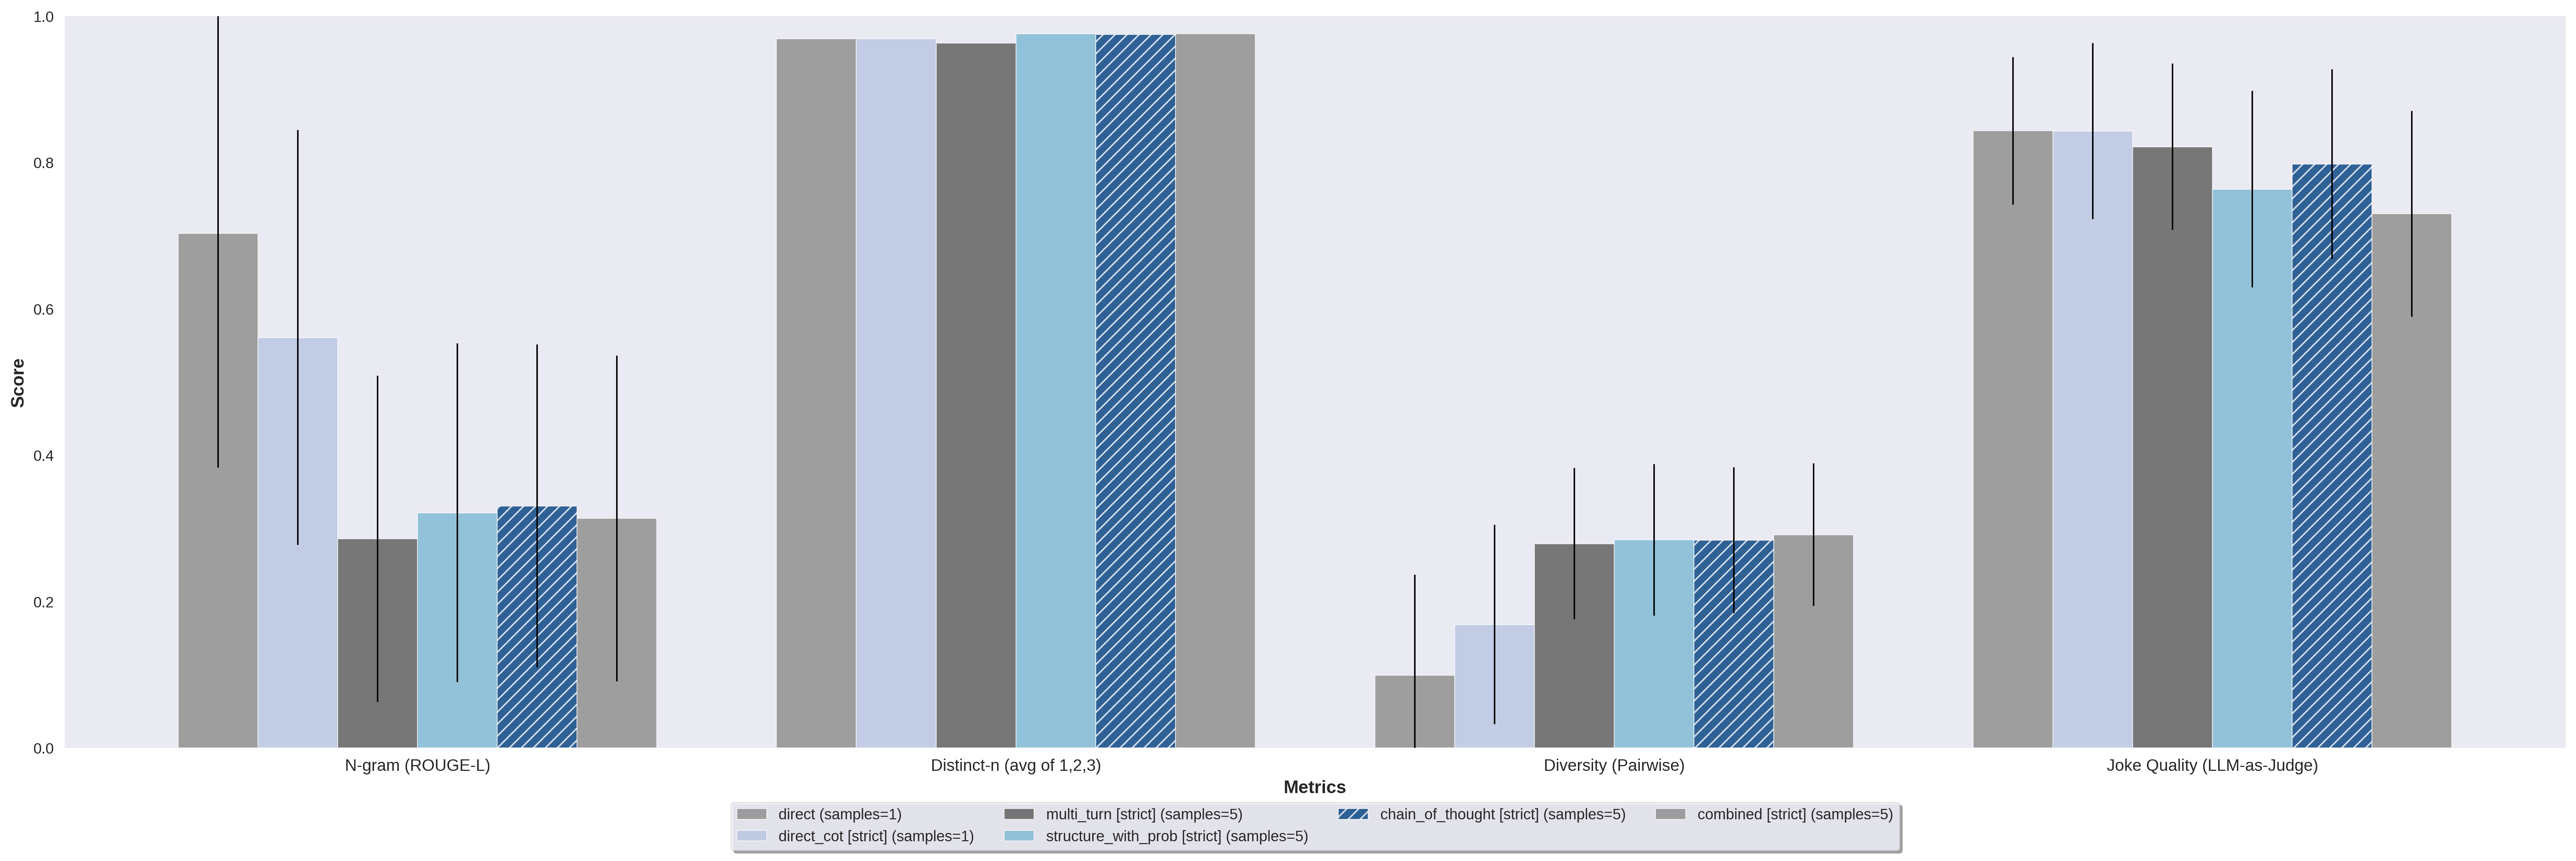 1.0
0.8
0.6
0.4
0.2
0.0
Score
N-gram (ROUGE-L) Distinct-n (avg of 1,2,3) Diversity (Pairwise) Joke Quality (LLM-as-Judge)
Metrics
direct (samples=1) multi_turn [strict] (samples=5) chain_of_thought [strict] (samples=5) combined [strict] (samples=5)
direct_cot [strict] (samples=1) structure_with_prob [strict] (samples=5)